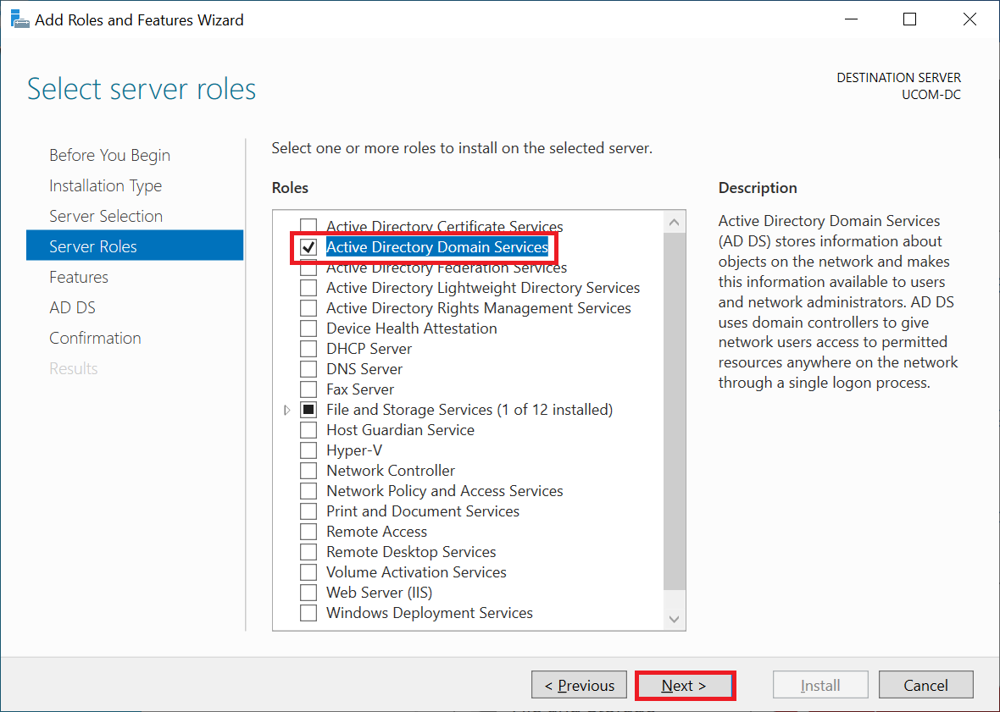 Add Roles and Features Wizard
Select server roles
DESTINATION SERVER
UCOM-DC
Before You Begin
Installation Type
Server Selection
Server Roles
Features
AD DS
Confirmation
Results
Select one or more roles to install on the selected server.
Roles
Active Directory Certificate Services
Active Directory Domain Services
Active Directory Federation Services
Active Directory Lightweight Directory Services
Active Directory Rights Management Services
Device Health Attestation
DHCP Server
DNS Server
Fax Server
File and Storage Services (1 of 12 installed)
Host Guardian Service
Hyper-V
Network Controller
Network Policy and Access Services
Print and Document Services
Remote Access
Remote Desktop Services
Volume Activation Services
Web Server (IIS)
Windows Deployment Services
Description
Active Directory Domain Services
(AD DS) stores information about
objects on the network and makes
this information available to users
and network administrators. AD DS
uses domain controllers to give
network users access to permitted
resources anywhere on the network
through a single logon process.
< Previous
Next >
Install
Cancel